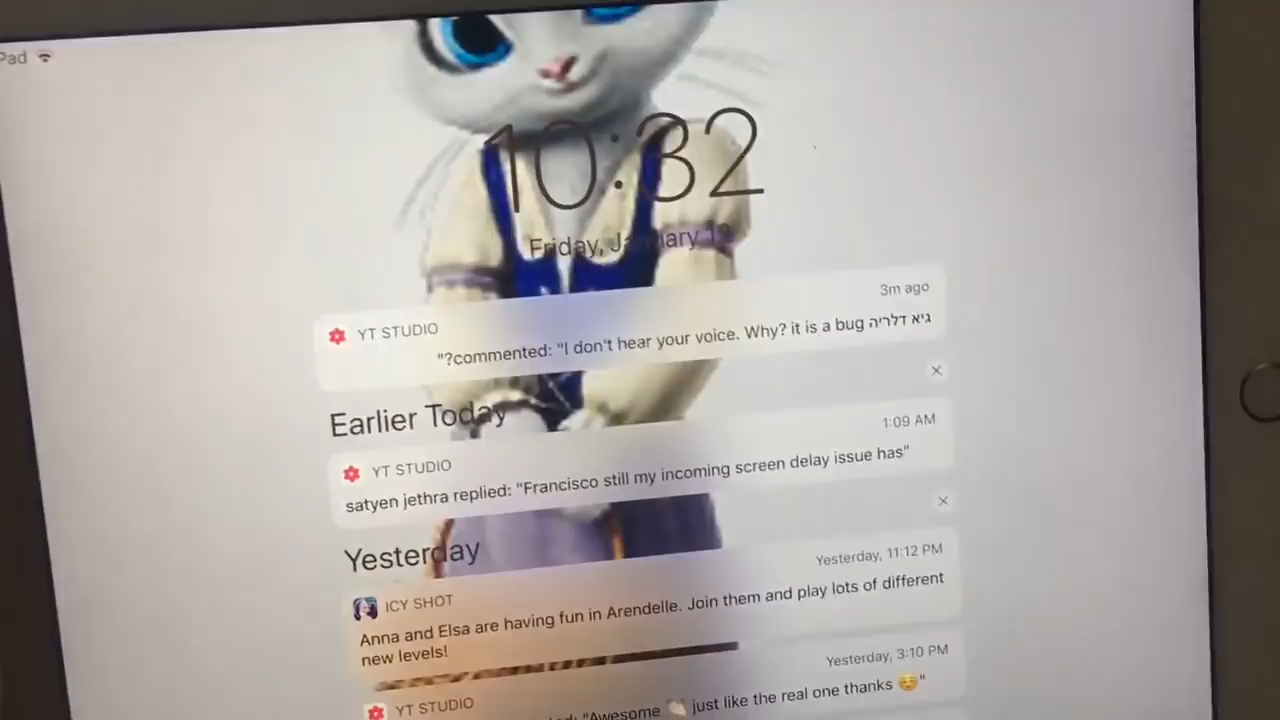 Pad
10:32
Friday, January
YT STUDIO
3m ago
גיא דלריה commented: "I don't hear your voice. Why? it is a bug?"
Earlier Today
YT STUDIO
1:09 AM
satyen jethra replied: "Francisco still my incoming screen delay issue has"
Yesterday
ICY SHOT
Yesterday, 11:12 PM
Anna and Elsa are having fun in Arendelle. Join them and play lots of different
new levels!
YT STUDIO
Yesterday, 3:10 PM
"Awesome 👏🏻 just like the real one thanks ☺️"